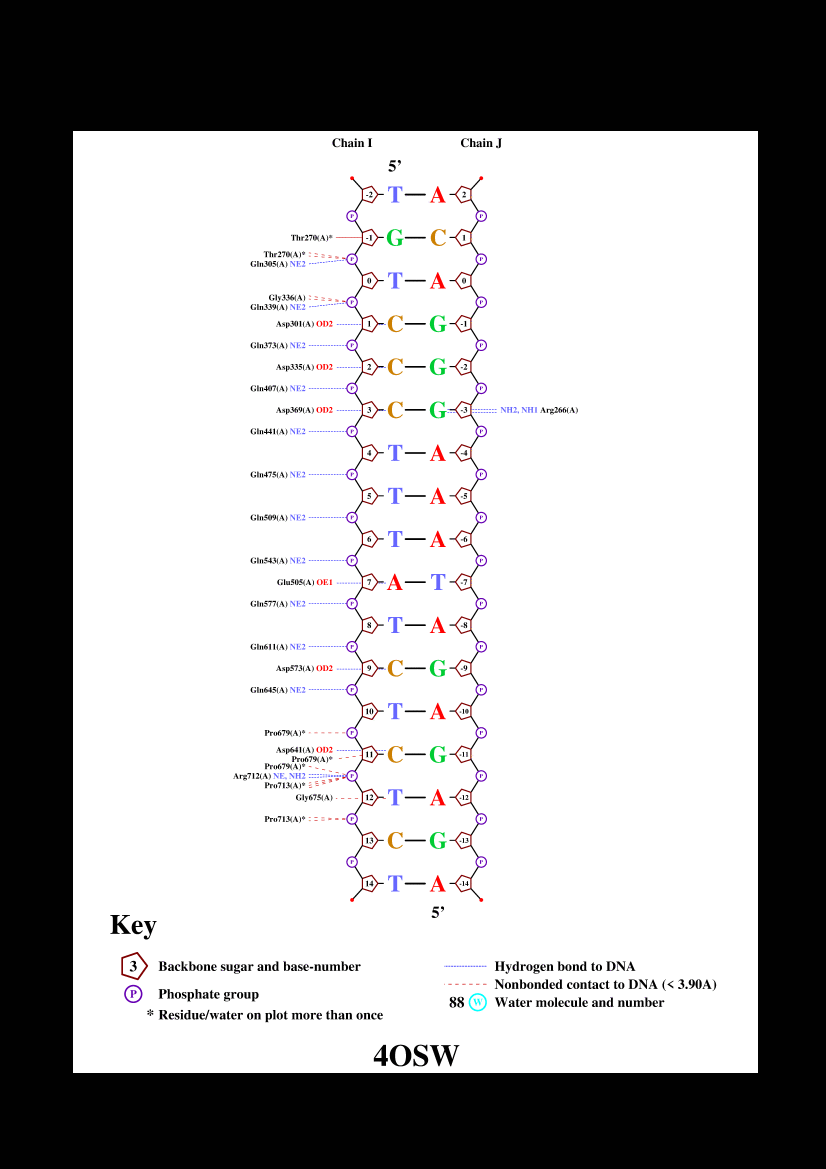 Chain I Chain J
5’
-2 T A 2
P P
Thr270(A)* -1 G C 1
Thr270(A)*
P P
Gln305(A) NE2
0 T A 0
Gly336(A)
P P
Gln339(A) NE2
Asp301(A) OD2 1 C G -1
Gln373(A) NE2 P P
Asp335(A) OD2 2 C G -2
Gln407(A) NE2 P P
Asp369(A) OD2 3 C G -3 NH2, NH1 Arg266(A)
Gln441(A) NE2 P P
4 T A -4
Gln475(A) NE2 P P
5 T A -5
Gln509(A) NE2 P P
6 T A -6
Gln543(A) NE2 P P
Glu505(A) OE1 7 A T -7
Gln577(A) NE2 P P
8 T A -8
Gln611(A) NE2 P P
Asp573(A) OD2 9 C G -9
Gln645(A) NE2 P P
10 T A -10
Pro679(A)* P P
Asp641(A) OD2 11 C G -11
Pro679(A)*
Pro679(A)*
Arg712(A) NE, NH2 P P
Pro713(A)*
Gly675(A) 12 T A -12
Pro713(A)* P P
13 C G -13
P P
14 T A -14
5’
Key
3 Backbone sugar and base-number
P Phosphate group
* Residue/water on plot more than once
Hydrogen bond to DNA
Nonbonded contact to DNA (< 3.90A)
88 W Water molecule and number
4OSW